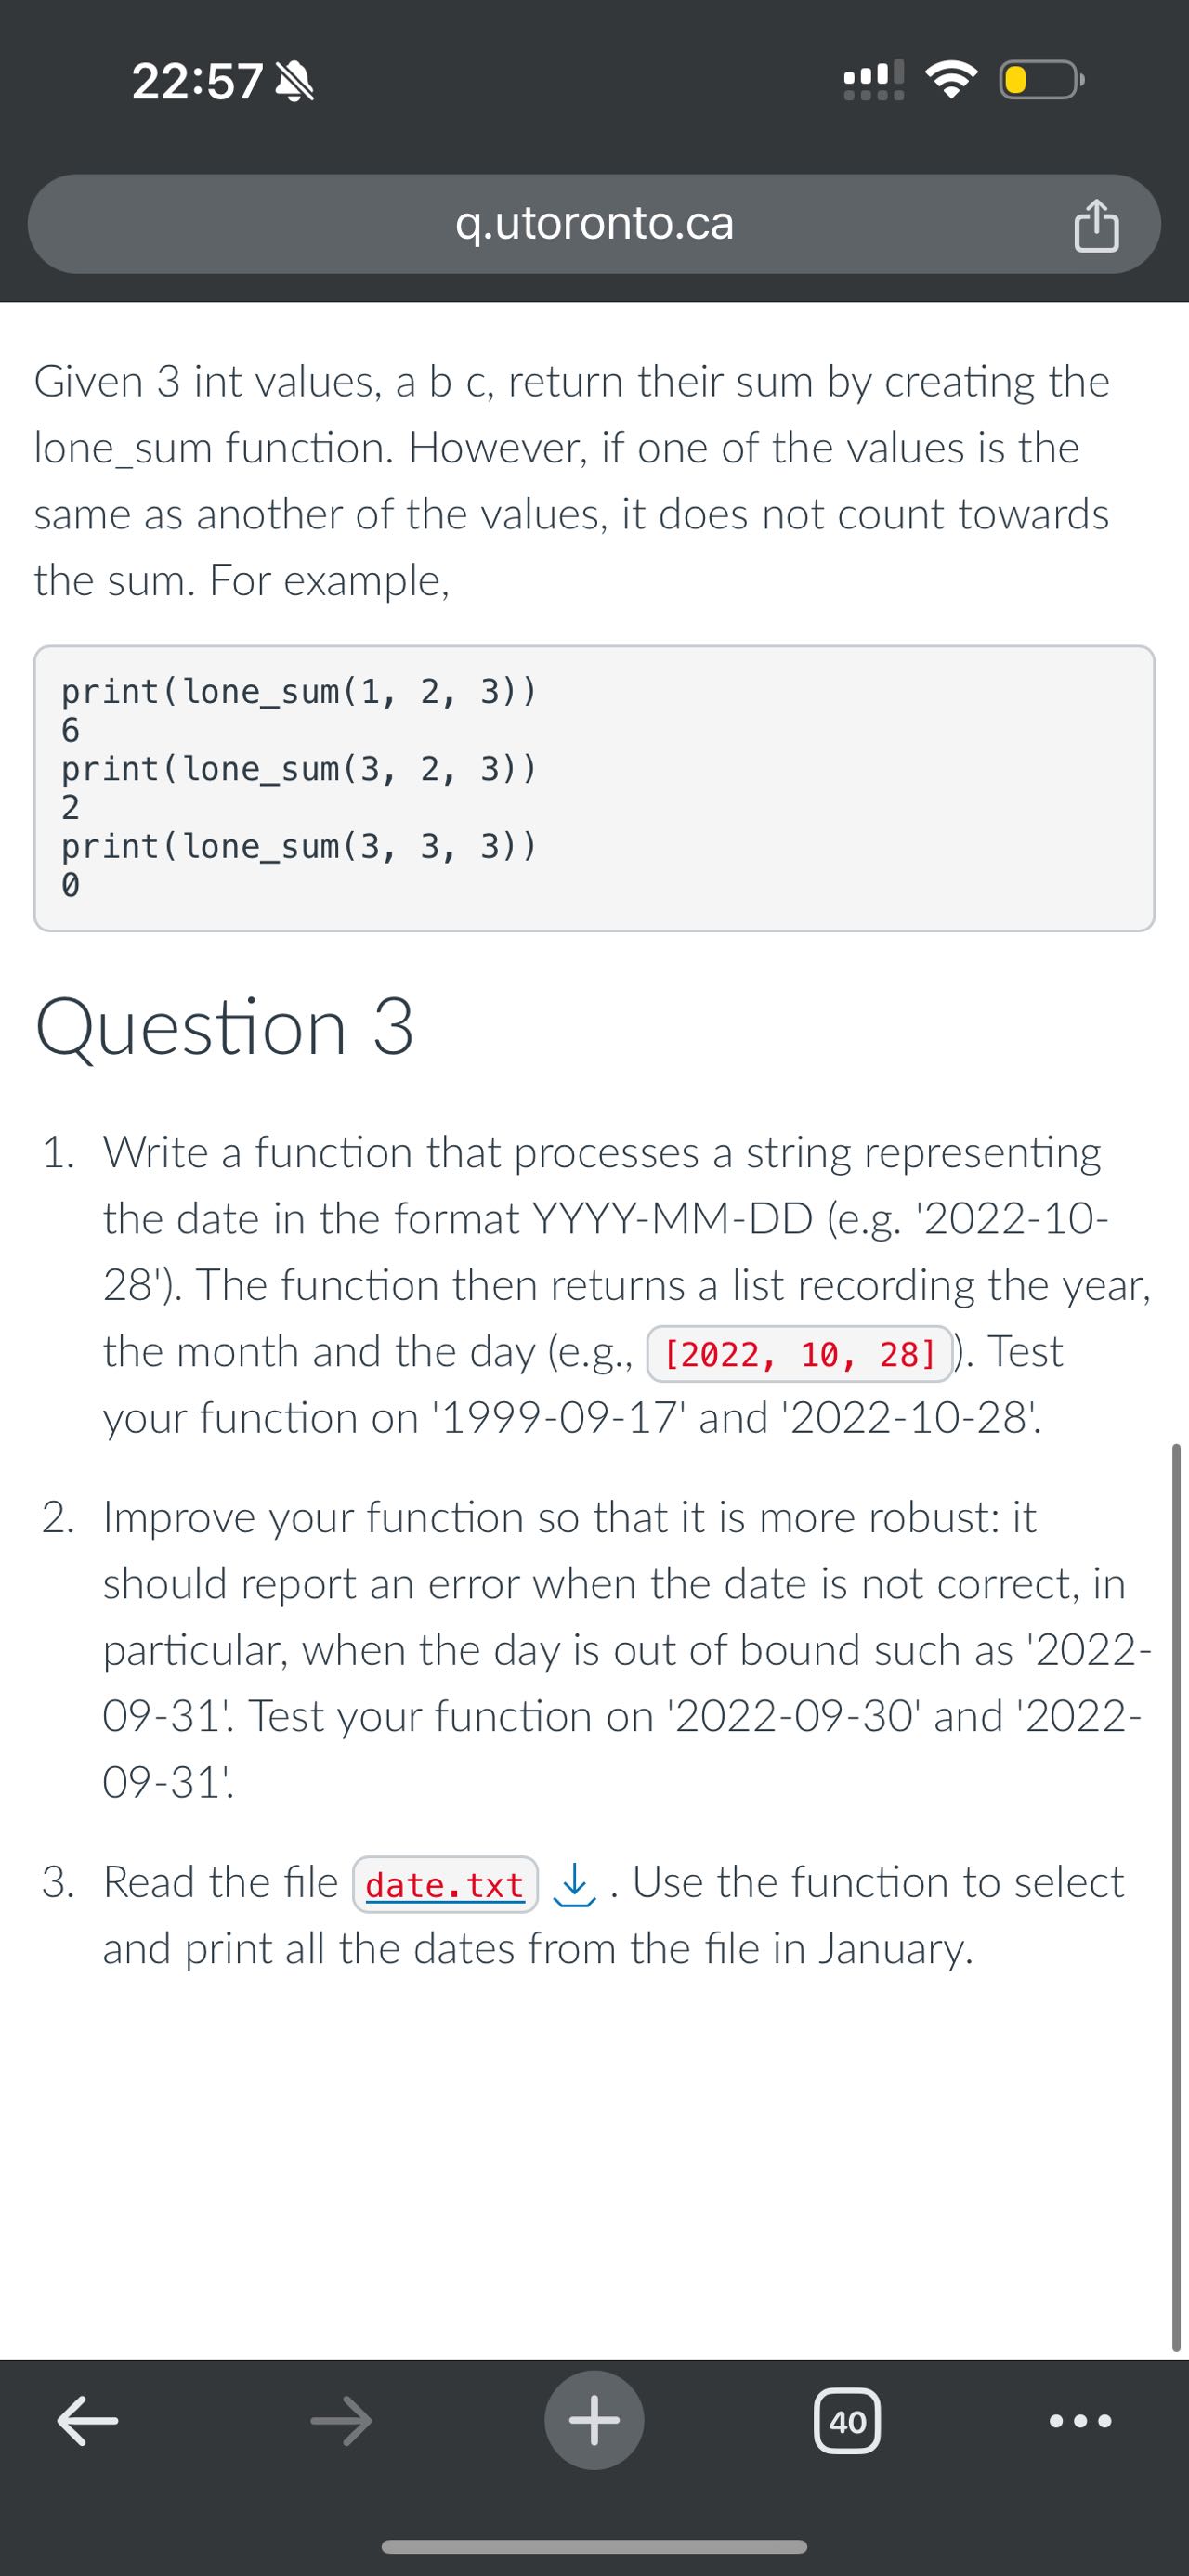 22:57
q.utoronto.ca
Given 3 int values, a b c, return their sum by creating the
lone_sum function. However, if one of the values is the
same as another of the values, it does not count towards
the sum. For example,
print(lone_sum(1, 2, 3))
6
print(lone_sum(3, 2, 3))
2
print(lone_sum(3, 3, 3))
0
Question 3
1. Write a function that processes a string representing
the date in the format YYYY-MM-DD (e.g. '2022-10-
28'). The function then returns a list recording the year,
the month and the day (e.g., [2022, 10, 28]). Test
your function on '1999-09-17' and '2022-10-28'.
2. Improve your function so that it is more robust: it
should report an error when the date is not correct, in
particular, when the day is out of bound such as '2022-
09-31'. Test your function on '2022-09-30' and '2022-
09-31'.
3. Read the file date.txt . Use the function to select
and print all the dates from the file in January.
40